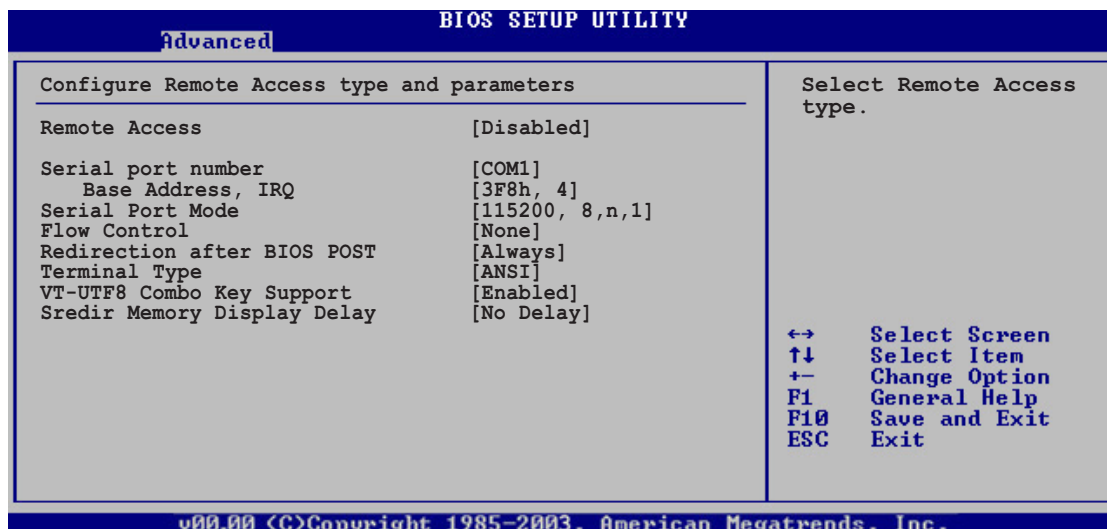 BIOS SETUP UTILITY
Advanced
Configure Remote Access type and parameters
Remote Access [Disabled]
Serial port number [COM1]
Base Address, IRQ [3F8h, 4]
Serial Port Mode [115200, 8,n,1]
Flow Control [None]
Redirection after BIOS POST [Always]
Terminal Type [ANSI]
VT-UTF8 Combo Key Support [Enabled]
Sredir Memory Display Delay [No Delay]
Select Remote Access
type.
←→ Select Screen
↑↓ Select Item
+- Change Option
F1 General Help
F10 Save and Exit
ESC Exit
v00.00 (C)Copyright 1985-2003, American Megatrends, Inc.